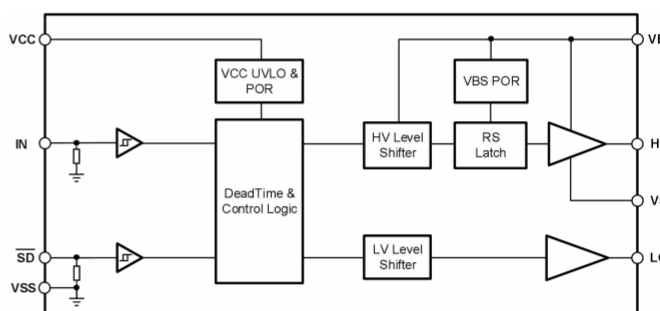 VCC
VCC UVLO &
POR
VBS POR
IN
HV Level
Shifter
RS
Latch
DeadTime &
Control Logic
SD
LV Level
Shifter
VSS